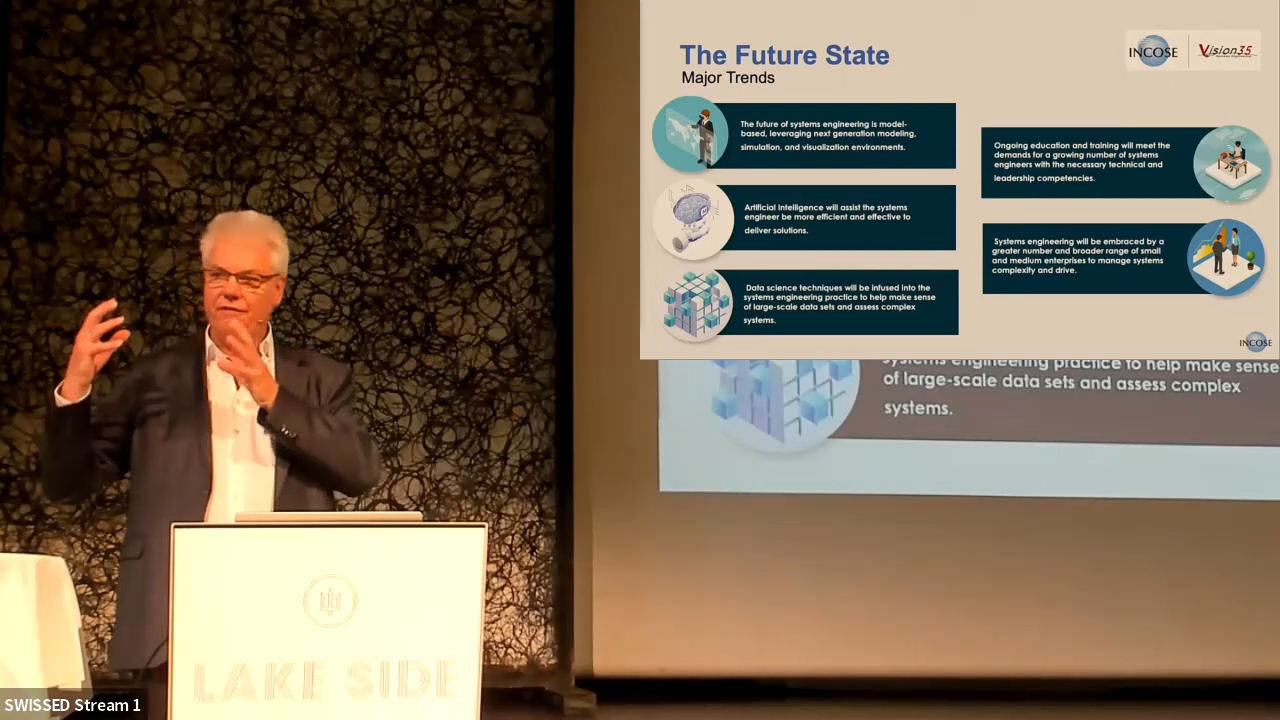 The Future State
Major Trends
INCOSE
Vision35
The future of systems engineering is model-
based, leveraging next generation modeling,
simulation, and visualization environments.
Artificial Intelligence will assist the systems
engineer be more efficient and effective to
deliver solutions.
Data science techniques will be infused into the
systems engineering practice to help make sense
of large-scale data sets and assess complex
systems.
Ongoing education and training will meet the
demands for a growing number of systems
engineers with the necessary technical and
leadership competencies.
Systems engineering will be embraced by a
greater number and broader range of small
and medium enterprises to manage systems
complexity and drive.
INCOSE
systems engineering practice to help make sense
of large-scale data sets and assess complex
systems.
LAKE SIDE
SWISSED Stream 1